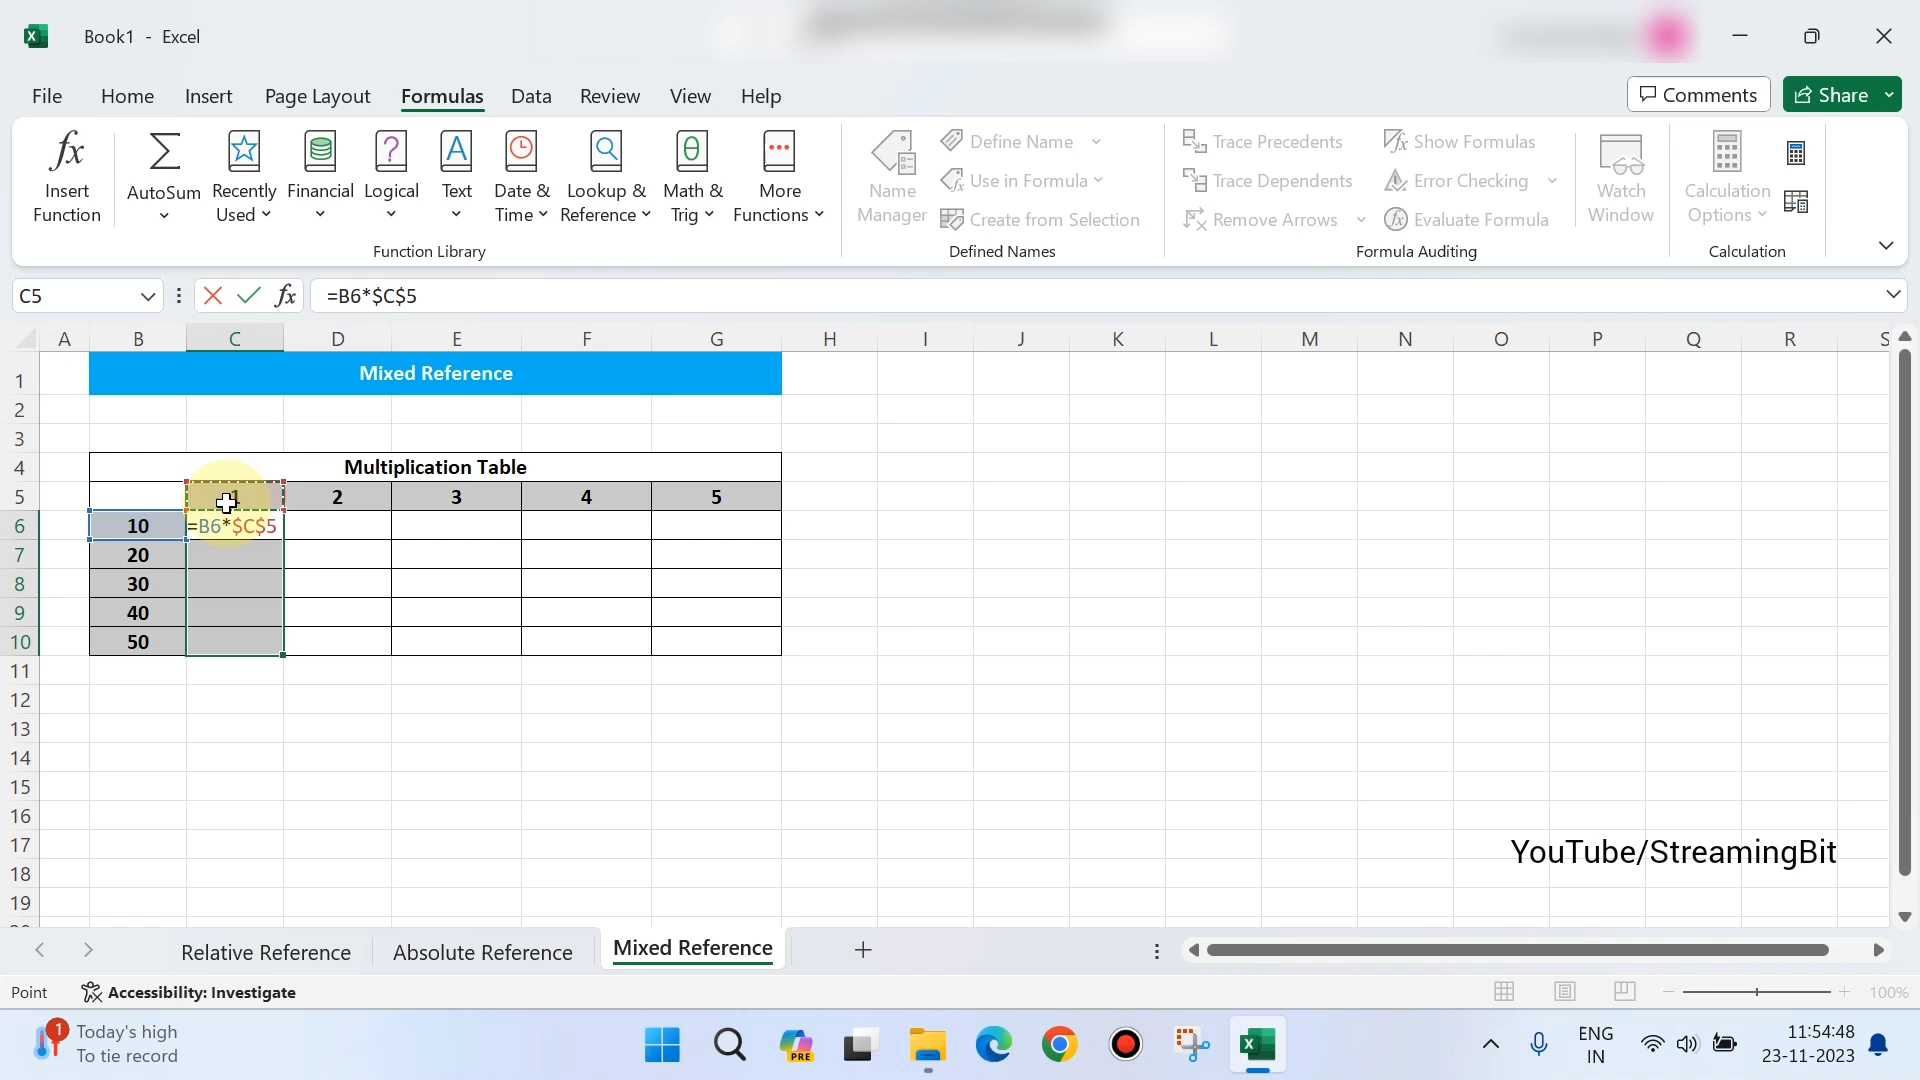 Book1 - Excel
File Home Insert Page Layout Formulas Data Review View Help
Comments
Share
Insert Function
AutoSum
Recently Used
Financial
Logical
Text
Date & Time
Lookup & Reference
Math & Trig
More Functions
Function Library
Name Manager
Define Name
Use in Formula
Create from Selection
Defined Names
Trace Precedents
Trace Dependents
Remove Arrows
Show Formulas
Error Checking
Evaluate Formula
Formula Auditing
Watch Window
Calculation Options
Calculation
C5
=B6*$C$5
A B C D E F G H I J K L M N O P Q R S
1 Mixed Reference
2
3
4 Multiplication Table
5 1 2 3 4 5
6 10 =B6*$C$5
7 20
8 30
9 40
10 50
11
12
13
14
15
16
17
18
19
YouTube/StreamingBit
Relative Reference Absolute Reference Mixed Reference
Point Accessibility: Investigate
100%
1 Today's high
To tie record
PRE
ENG
IN
11:54:48
23-11-2023